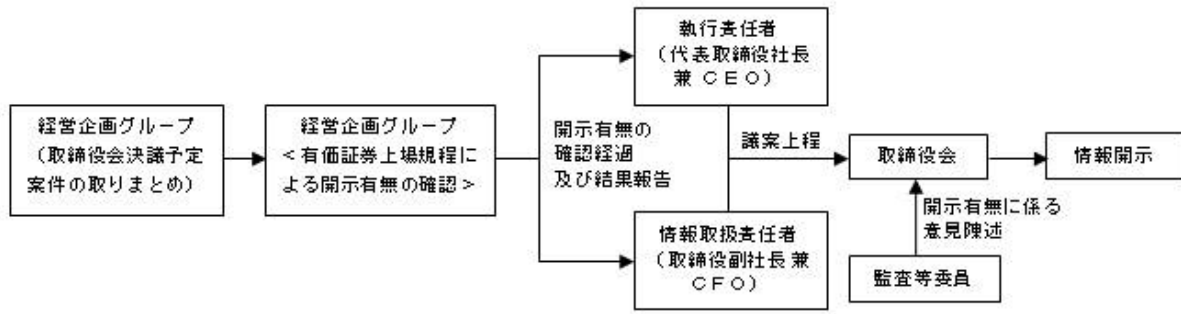 経営企画グループ
（取締役会決議予定
案件の取りまとめ）
経営企画グループ
＜有価証券上場規程に
よる開示有無の確認＞
開示有無の
確認経過
及び結果報告
執行責任者
（代表取締役社長
兼 ＣＥＯ）
情報取扱責任者
（取締役副社長 兼
ＣＦＯ）
議案上程
取締役会
情報開示
開示有無に係る
意見陳述
監査等委員